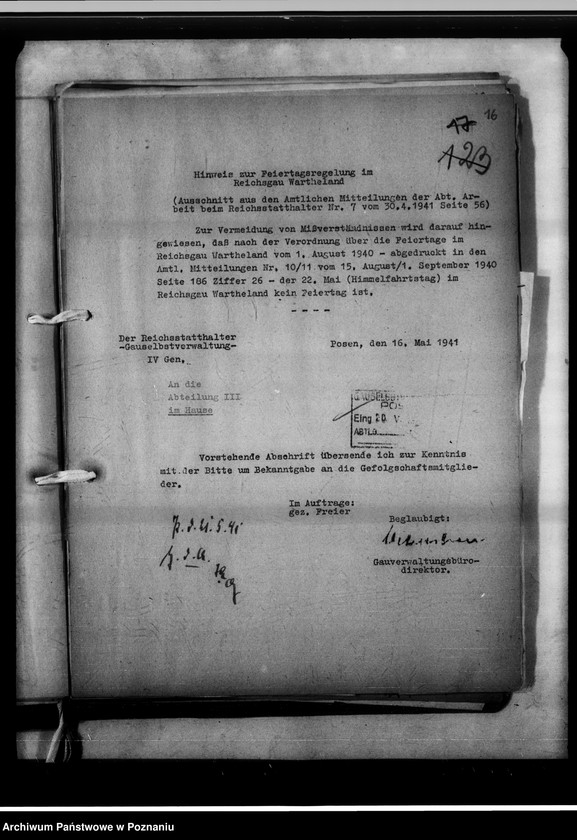 17 16
123
Hinweis zur Feiertagsregelung im
Reichsgau Wartheland
(Ausschnitt aus den Amtlichen Mitteilungen der Abt. Ar-
beit beim Reichsstatthalter Nr. 7 vom 30.4.1941 Seite 56)
Zur Vermeidung von Mißverständnissen wird darauf hin-
gewiesen, daß nach der Verordnung über die Feiertage im
Reichsgau Wartheland vom 1. August 1940 - abgedruckt in den
Amtl. Mitteilungen Nr. 10/11 vom 15. August/1. September 1940
Seite 186 Ziffer 26 - der 22. Mai (Himmelfahrtstag) im
Reichsgau Wartheland kein Feiertag ist.
- - - -
Der Reichsstatthalter
-Gauselbstverwaltung-
IV Gen.
Posen, den 16. Mai 1941
An die
Abteilung III
im Hause
GAUSELBS
POS
Eing 20. V
ABTLG.
Vorstehende Abschrift übersende ich zur Kenntnis
mit der Bitte um Bekanntgabe an die Gefolgschaftsmitglie-
der.
Im Auftrage:
gez. Freier
Beglaubigt:
Gauverwaltungsbüro-
direktor.
Archiwum Państwowe w Poznaniu